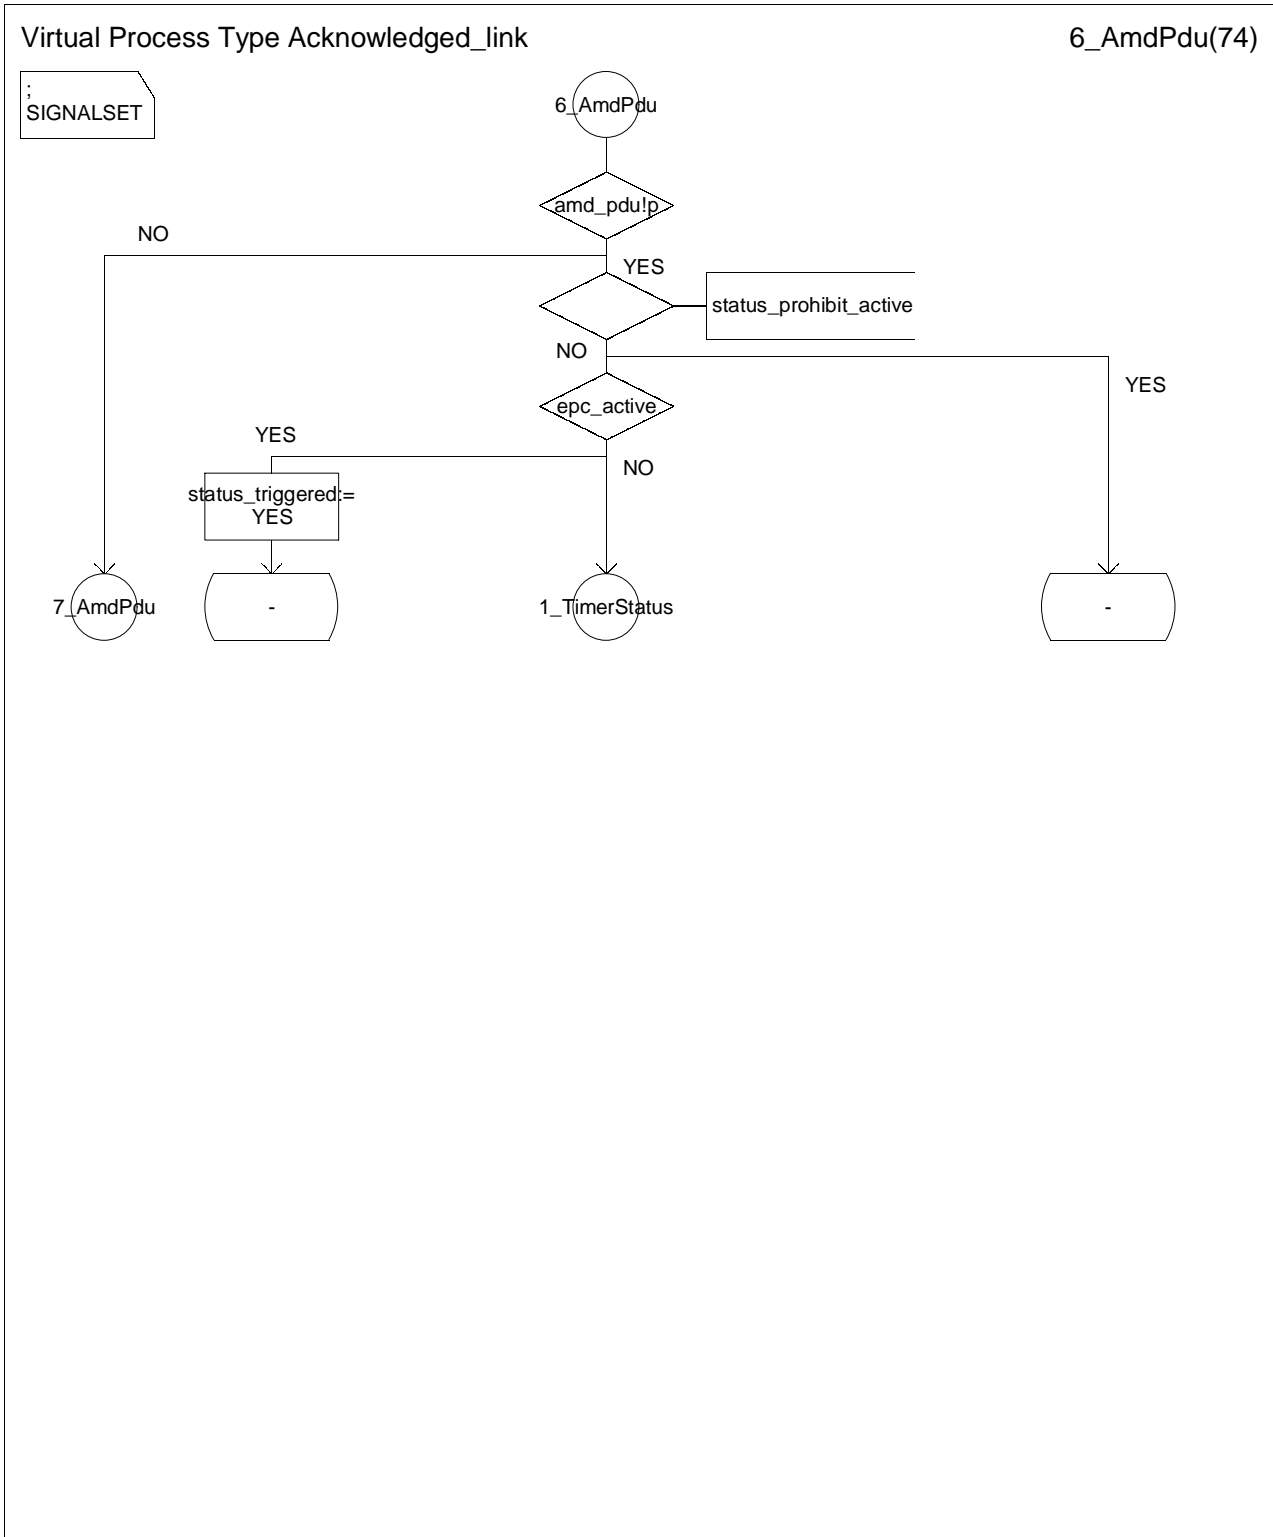 Virtual Process Type Acknowledged_link
6_AmdPdu(74)
;
SIGNALSET
6_AmdPdu
amd_pdu!p
NO
YES
status_prohibit_active
NO
YES
epc_active
YES
NO
status_triggered:=
YES
7_AmdPdu
-
1_TimerStatus
-